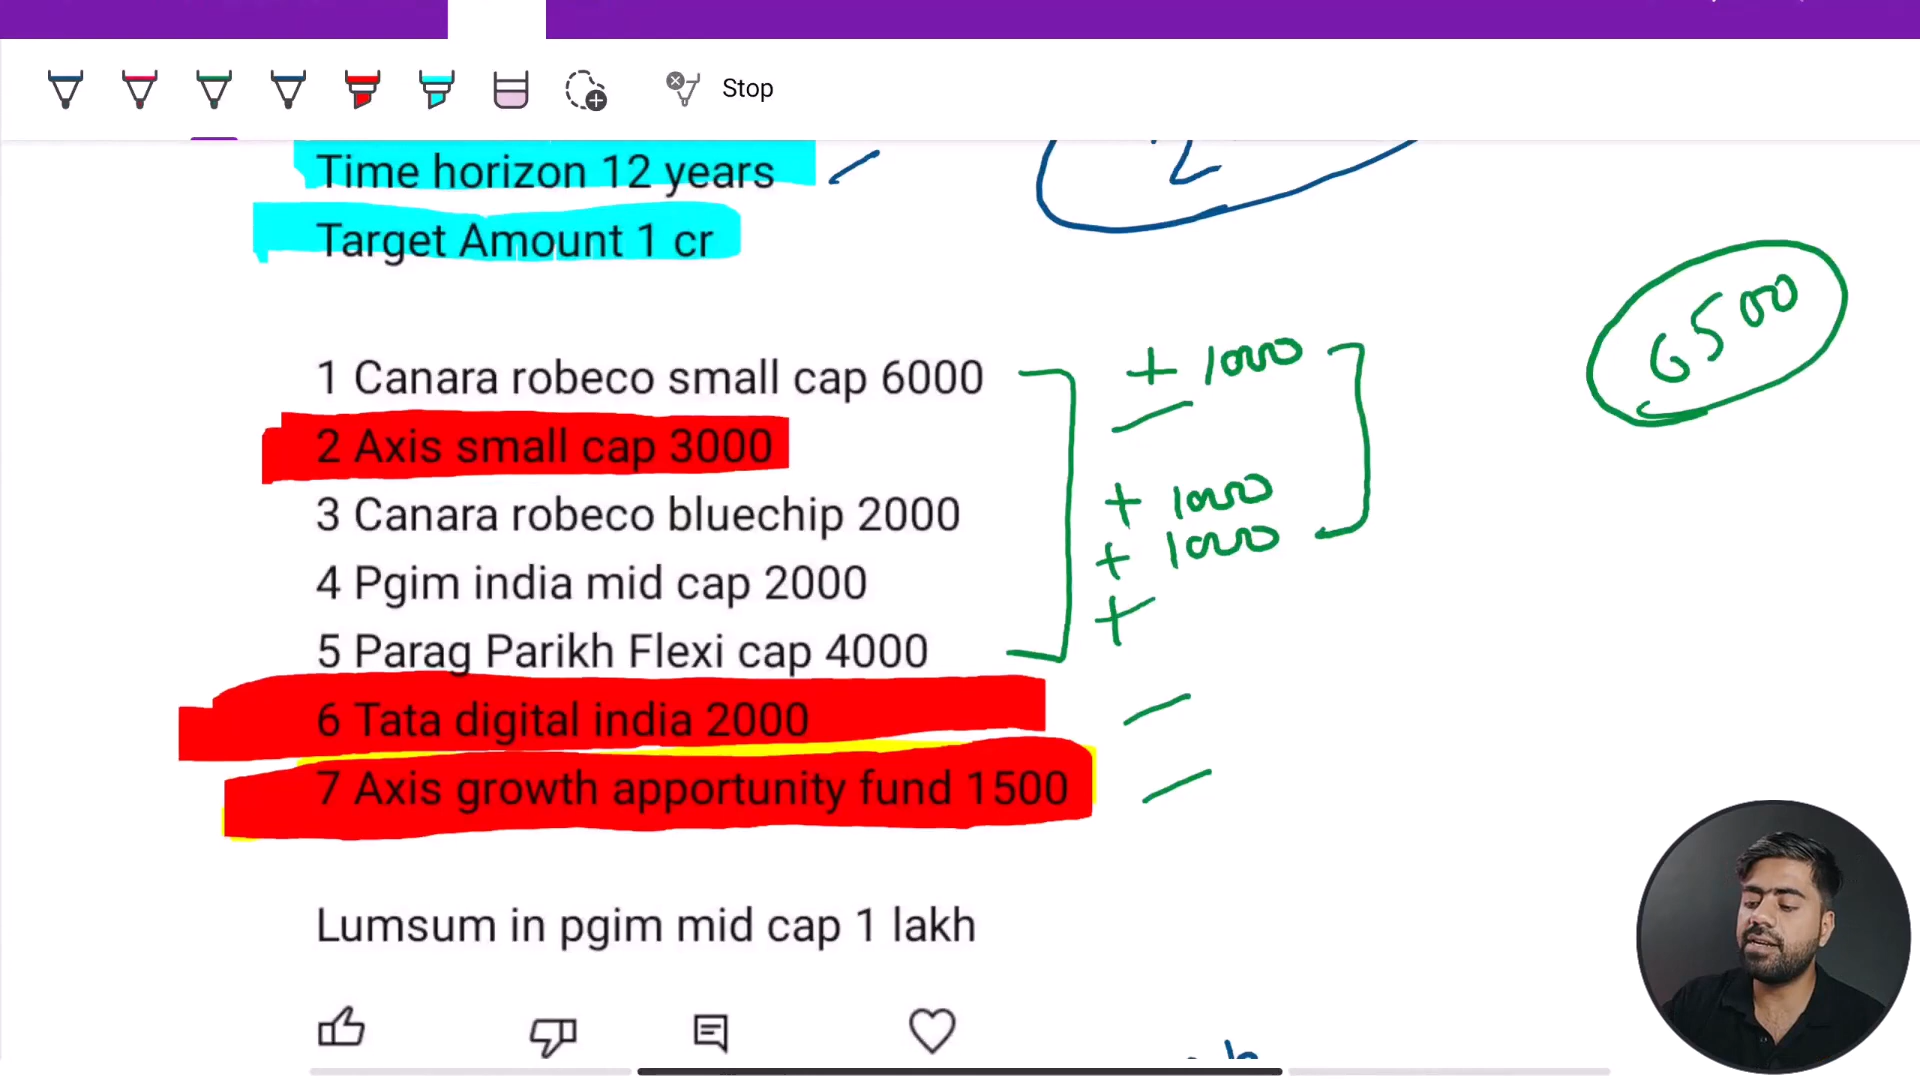 Stop
Time horizon 12 years
Target Amount 1 cr
6500
1 Canara robeco small cap 6000
+ 1000
2 Axis small cap 3000
3 Canara robeco bluechip 2000
+ 1000
+ 1000
4 Pgim india mid cap 2000
+
5 Parag Parikh Flexi cap 4000
6 Tata digital india 2000
7 Axis growth apportunity fund 1500
Lumsum in pgim mid cap 1 lakh